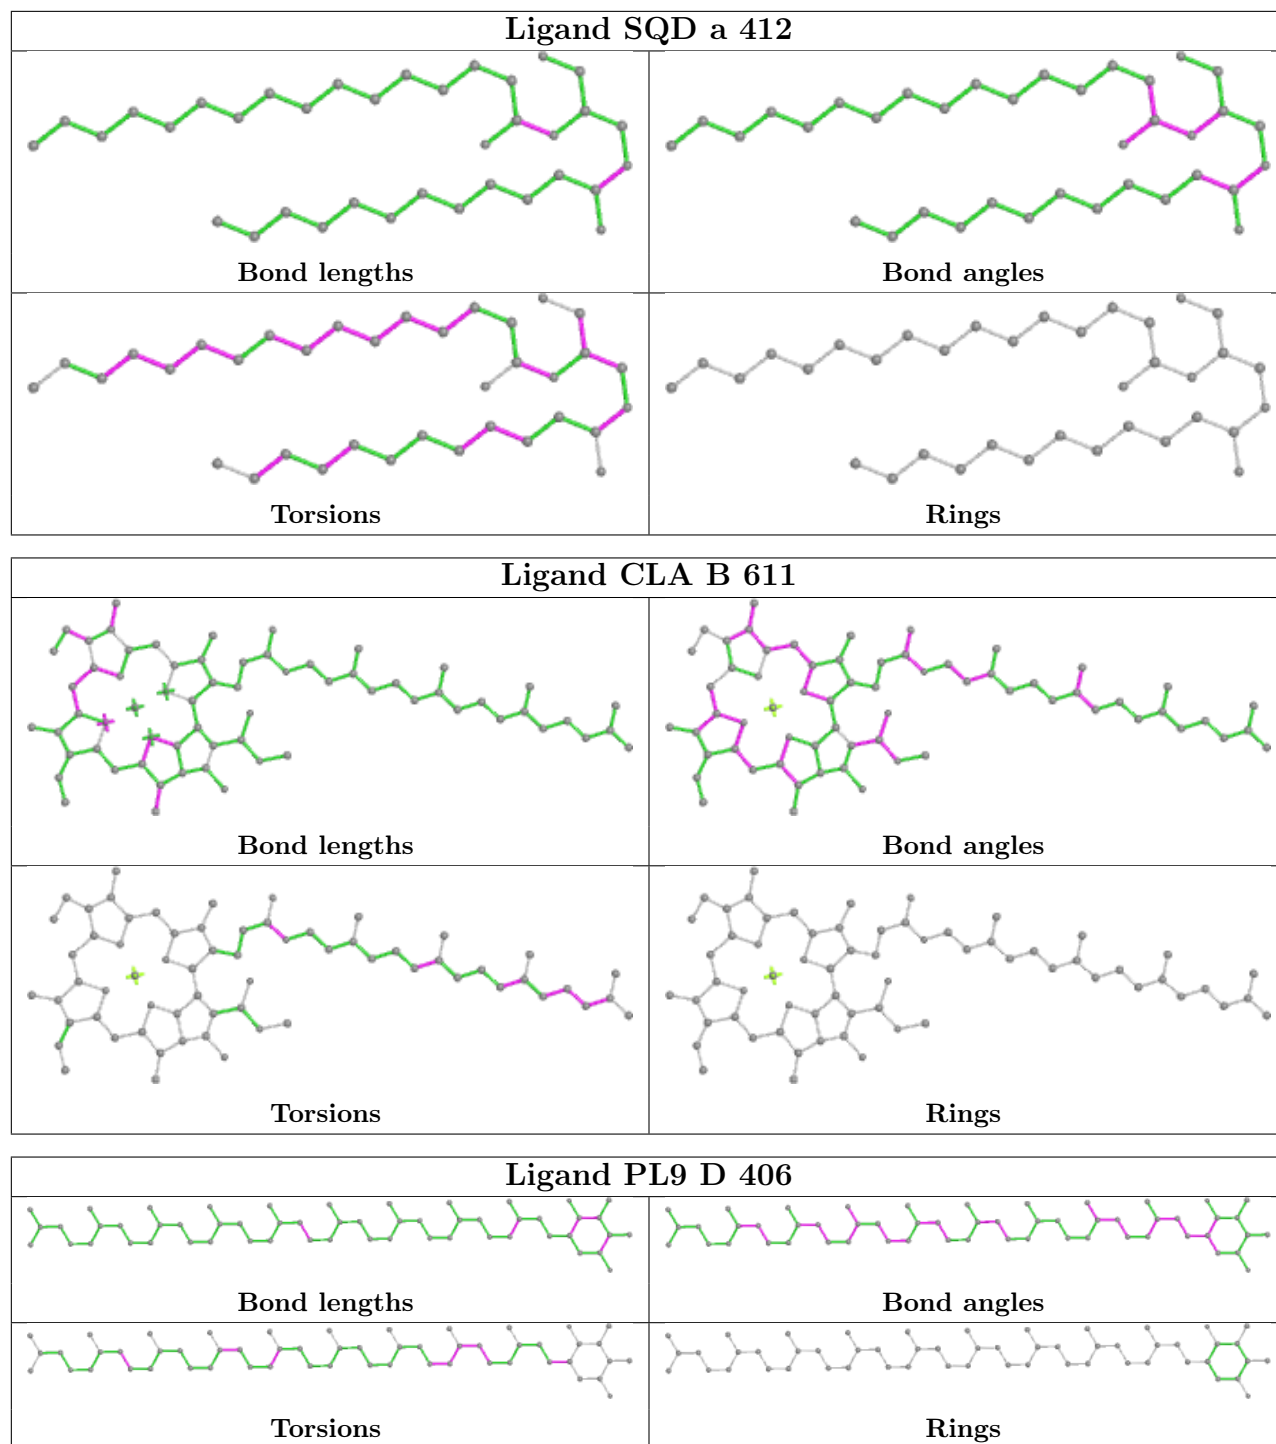 Ligand SQD a 412
Bond lengths
Bond angles
Torsions
Rings
Ligand CLA B 611
Bond lengths
Bond angles
Torsions
Rings
Ligand PL9 D 406
Bond lengths
Bond angles
Torsions
Rings